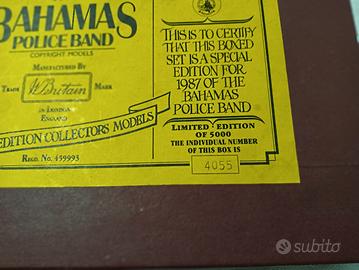 BAHAMAS
POLICE BAND
COPYRIGHT MODELS
MANUFACTURED BY
TRADE W. Britain MARK
IN LONDON
ENGLAND
EDITION COLLECTORS MODELS
REGD. No. 459993
THIS IS TO CERTIFY
THAT THIS BOXED
SET IS A SPECIAL
EDITION FOR
1987 OF THE
BAHAMAS
POLICE BAND
LIMITED EDITION
OF 5000
THE INDIVIDUAL NUMBER
OF THIS BOX IS
4055
subito